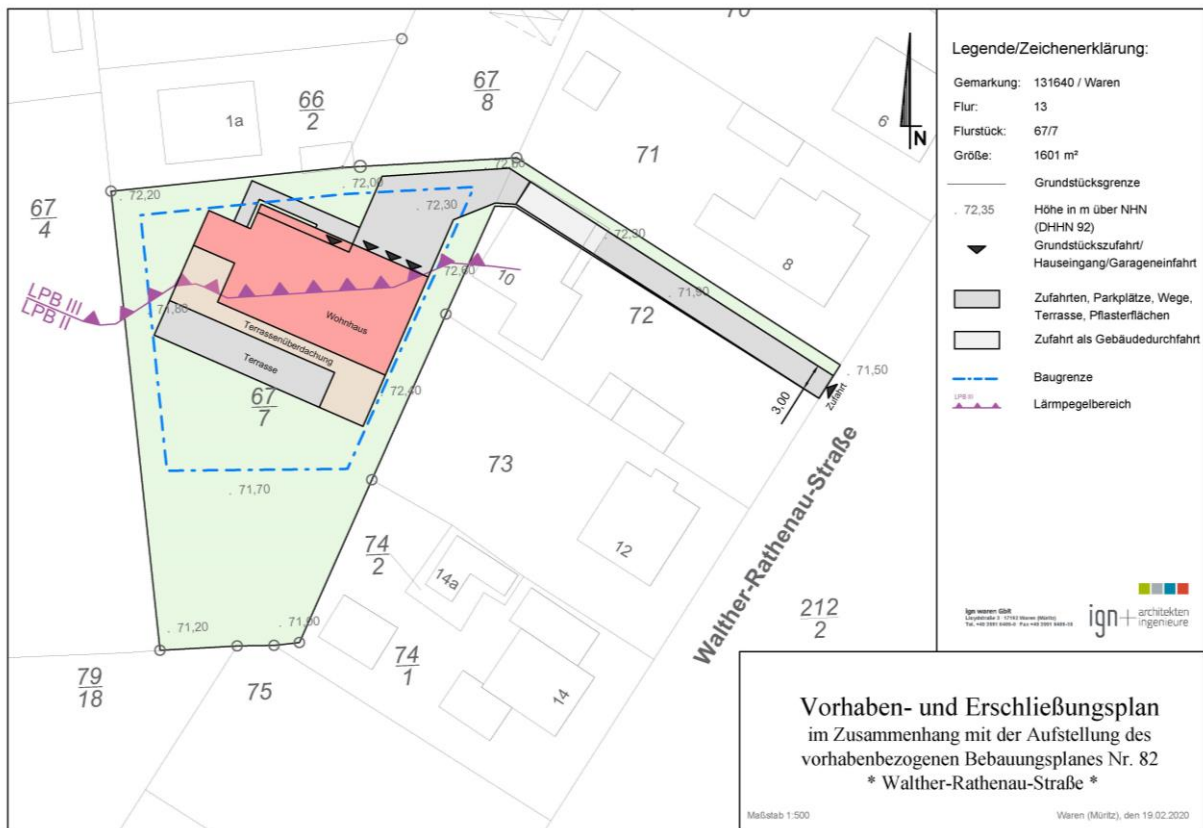 70
67
8
66
2
1a
71
6
72,60
72,00
72,20
67
4
72,30
72,30
8
10
72,60
LPB III
LPB II
71,80
71,90
72
Wohnhaus
Terrassenüberdachung
Terrasse
71,50
3,00
Zufahrt
72,40
67
7
73
Walther-Rathenau-Straße
71,70
12
74
2
14a
212
2
71,20
71,90
74
1
14
79
18
75
Legende/Zeichenerklärung:
Gemarkung: 131640 / Waren
Flur: 13
Flurstück: 67/7
Größe: 1601 m²
N
Grundstücksgrenze
. 72,35 Höhe in m über NHN
(DHHN 92)
Grundstückszufahrt/
Hauseingang/Garageneinfahrt
Zufahrten, Parkplätze, Wege,
Terrasse, Pflasterflächen
Zufahrt als Gebäudedurchfahrt
Baugrenze
LPB III Lärmpegelbereich
ign waren GbR
ign+ architekten
ingenieure
Vorhaben- und Erschließungsplan
im Zusammenhang mit der Aufstellung des
vorhabenbezogenen Bebauungsplanes Nr. 82
* Walther-Rathenau-Straße *
Maßstab 1:500
Waren (Müritz), den 19.02.2020